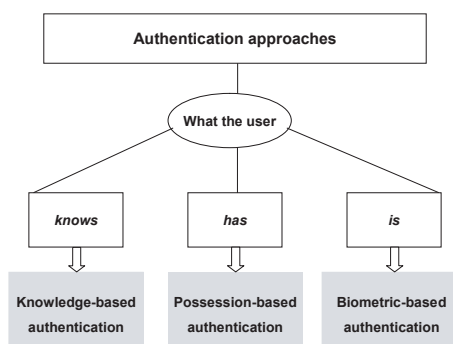 Authentication approaches
What the user
knows
has
is
Knowledge-based
authentication
Possession-based
authentication
Biometric-based
authentication